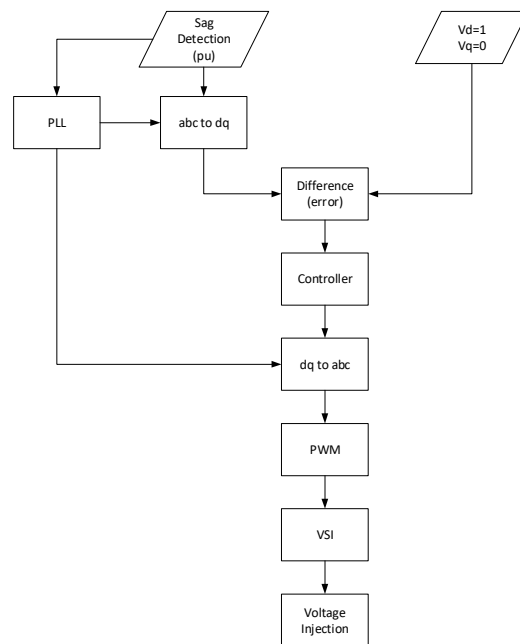 Sag
Detection
(pu)
Vd=1
Vq=0
PLL
abc to dq
Difference
(error)
Controller
dq to abc
PWM
VSI
Voltage
Injection